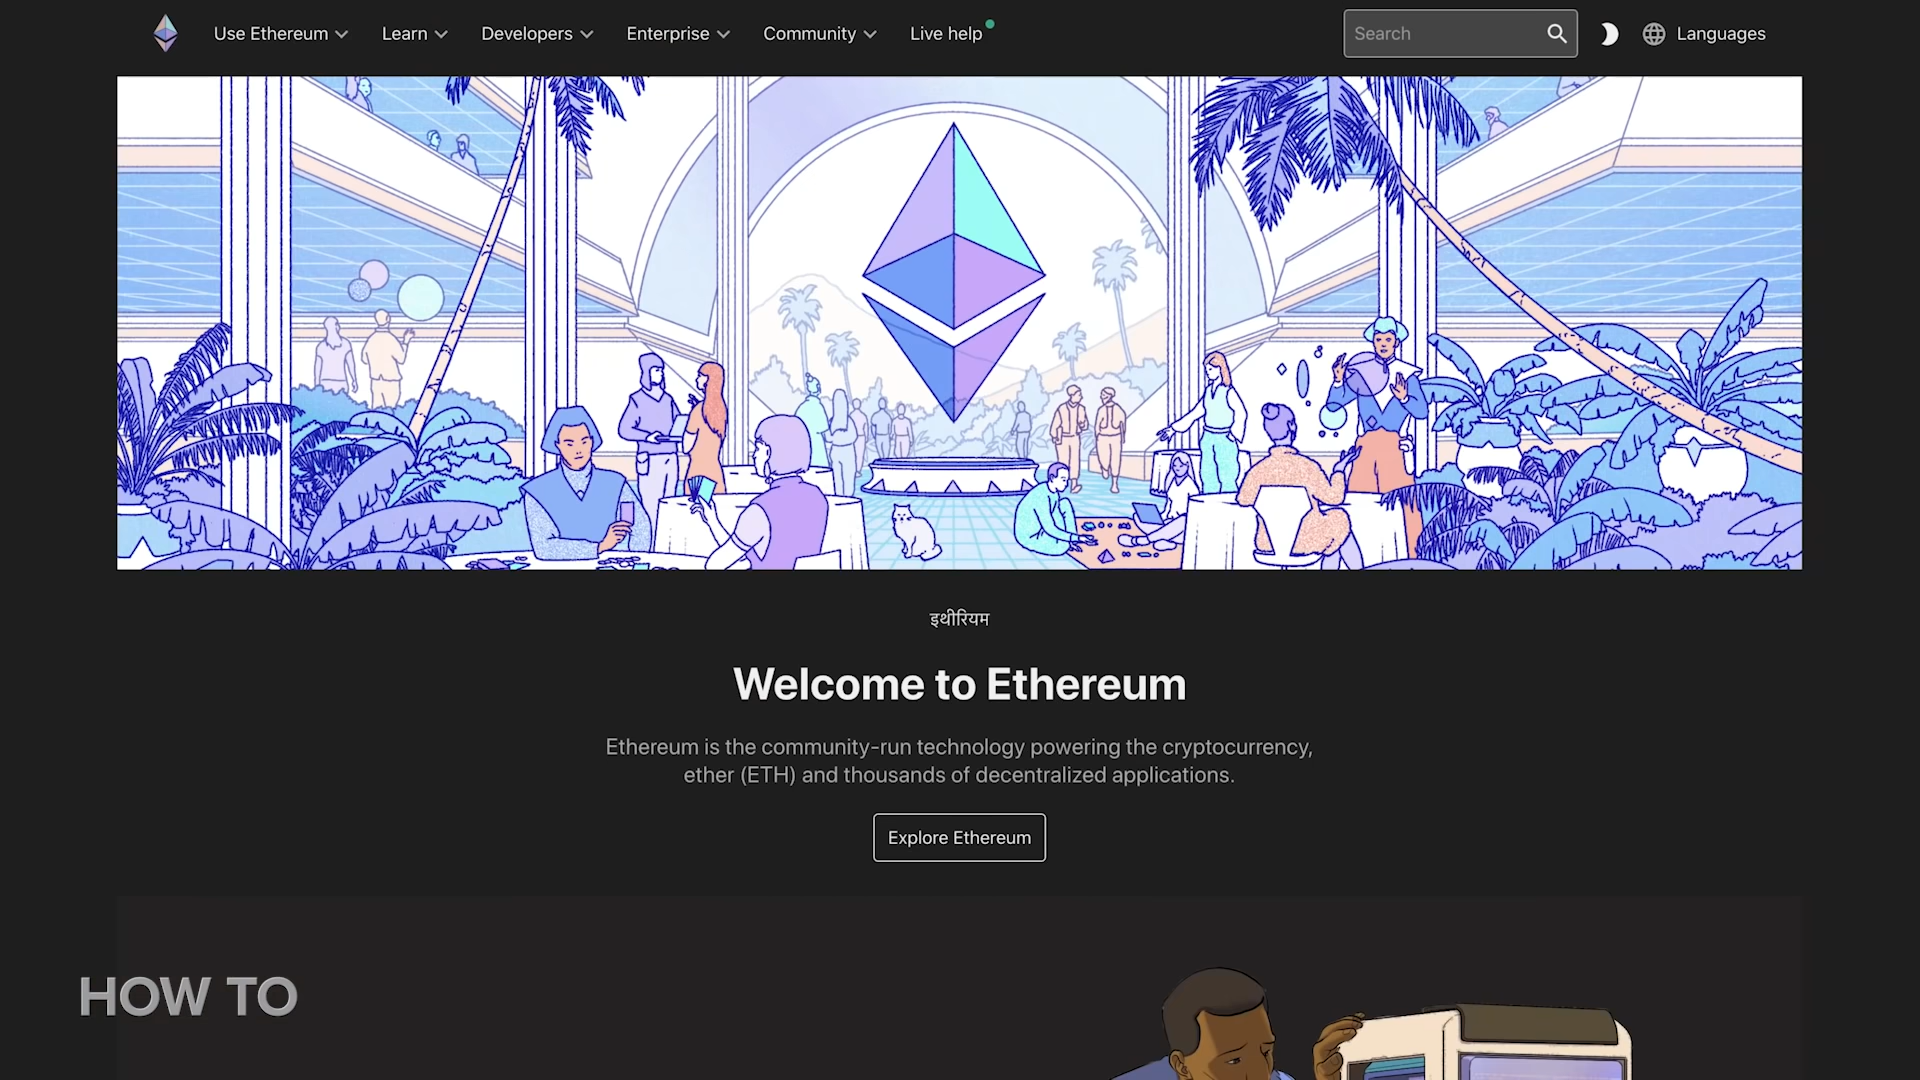 Use Ethereum
Learn
Developers
Enterprise
Community
Live help
Search
Languages
इथीरियम
Welcome to Ethereum
Ethereum is the community-run technology powering the cryptocurrency,
ether (ETH) and thousands of decentralized applications.
Explore Ethereum
HOW TO